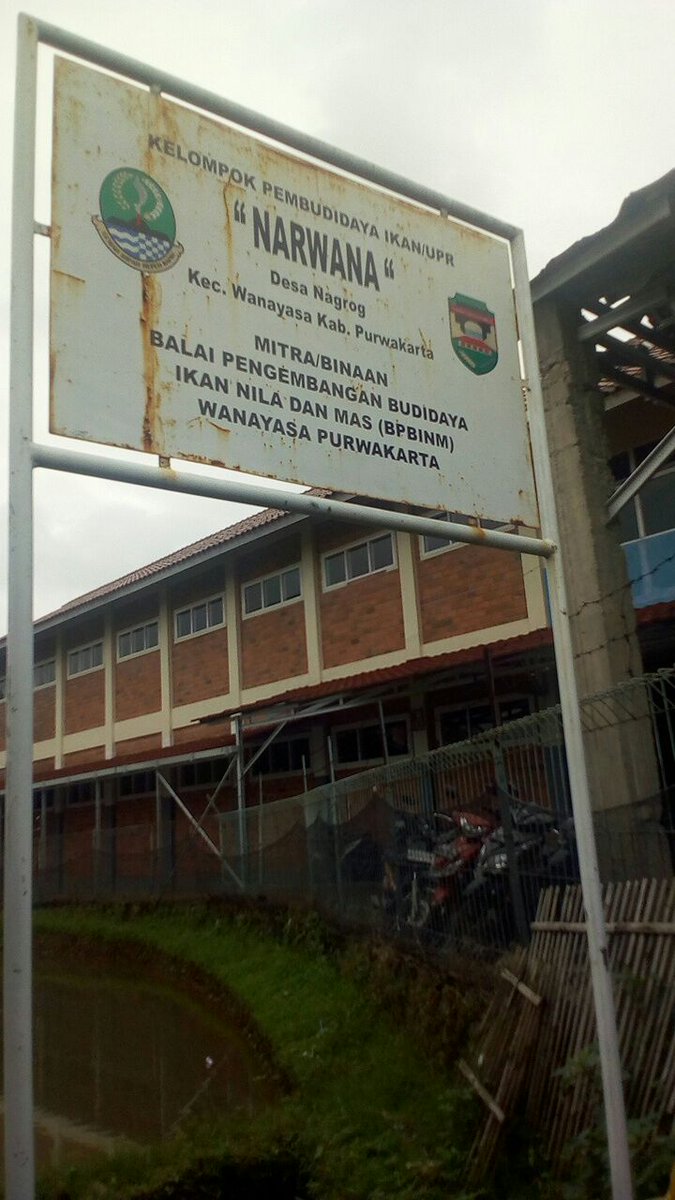 KELOMPOK PEMBUDIDAYA IKAN/UPR
“ NARWANA “
Desa Nagrog
Kec. Wanayasa Kab. Purwakarta
MITRA/BINAAN
BALAI PENGEMBANGAN BUDIDAYA
IKAN NILA DAN MAS (BPBINM)
WANAYASA PURWAKARTA